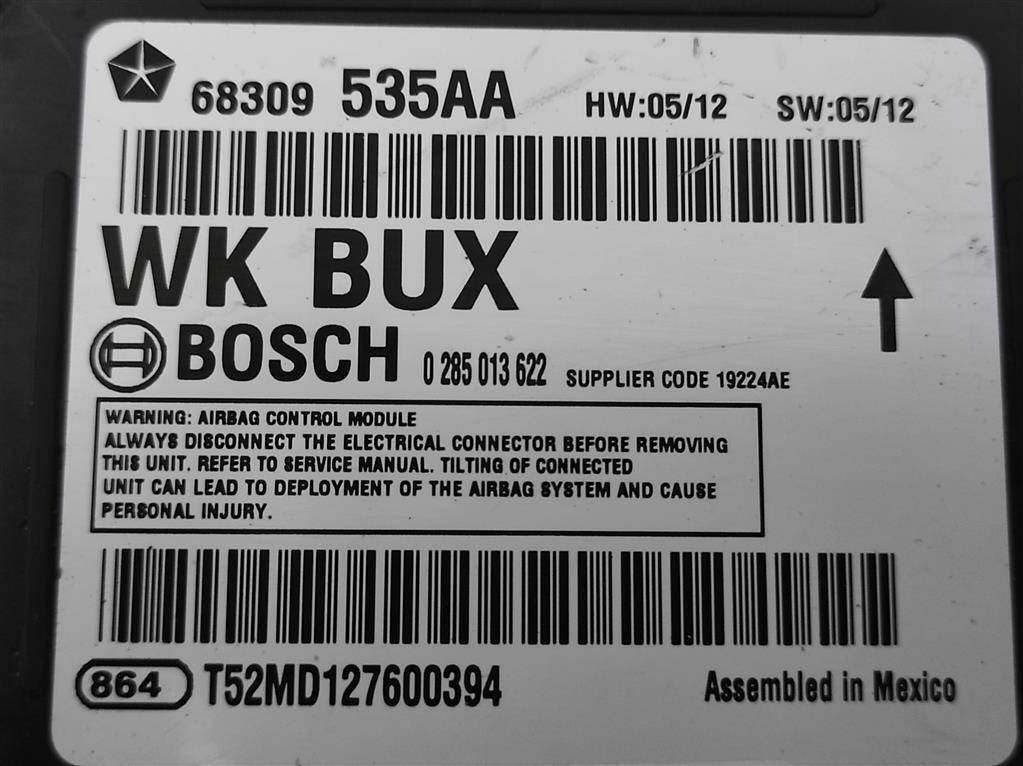 68309 535AA HW:05/12 SW:05/12
WK BUX
BOSCH 0 285 013 622 SUPPLIER CODE 19224AE
WARNING: AIRBAG CONTROL MODULE
ALWAYS DISCONNECT THE ELECTRICAL CONNECTOR BEFORE REMOVING
THIS UNIT. REFER TO SERVICE MANUAL. TILTING OF CONNECTED
UNIT CAN LEAD TO DEPLOYMENT OF THE AIRBAG SYSTEM AND CAUSE
PERSONAL INJURY.
864 T52MD127600394 Assembled in Mexico